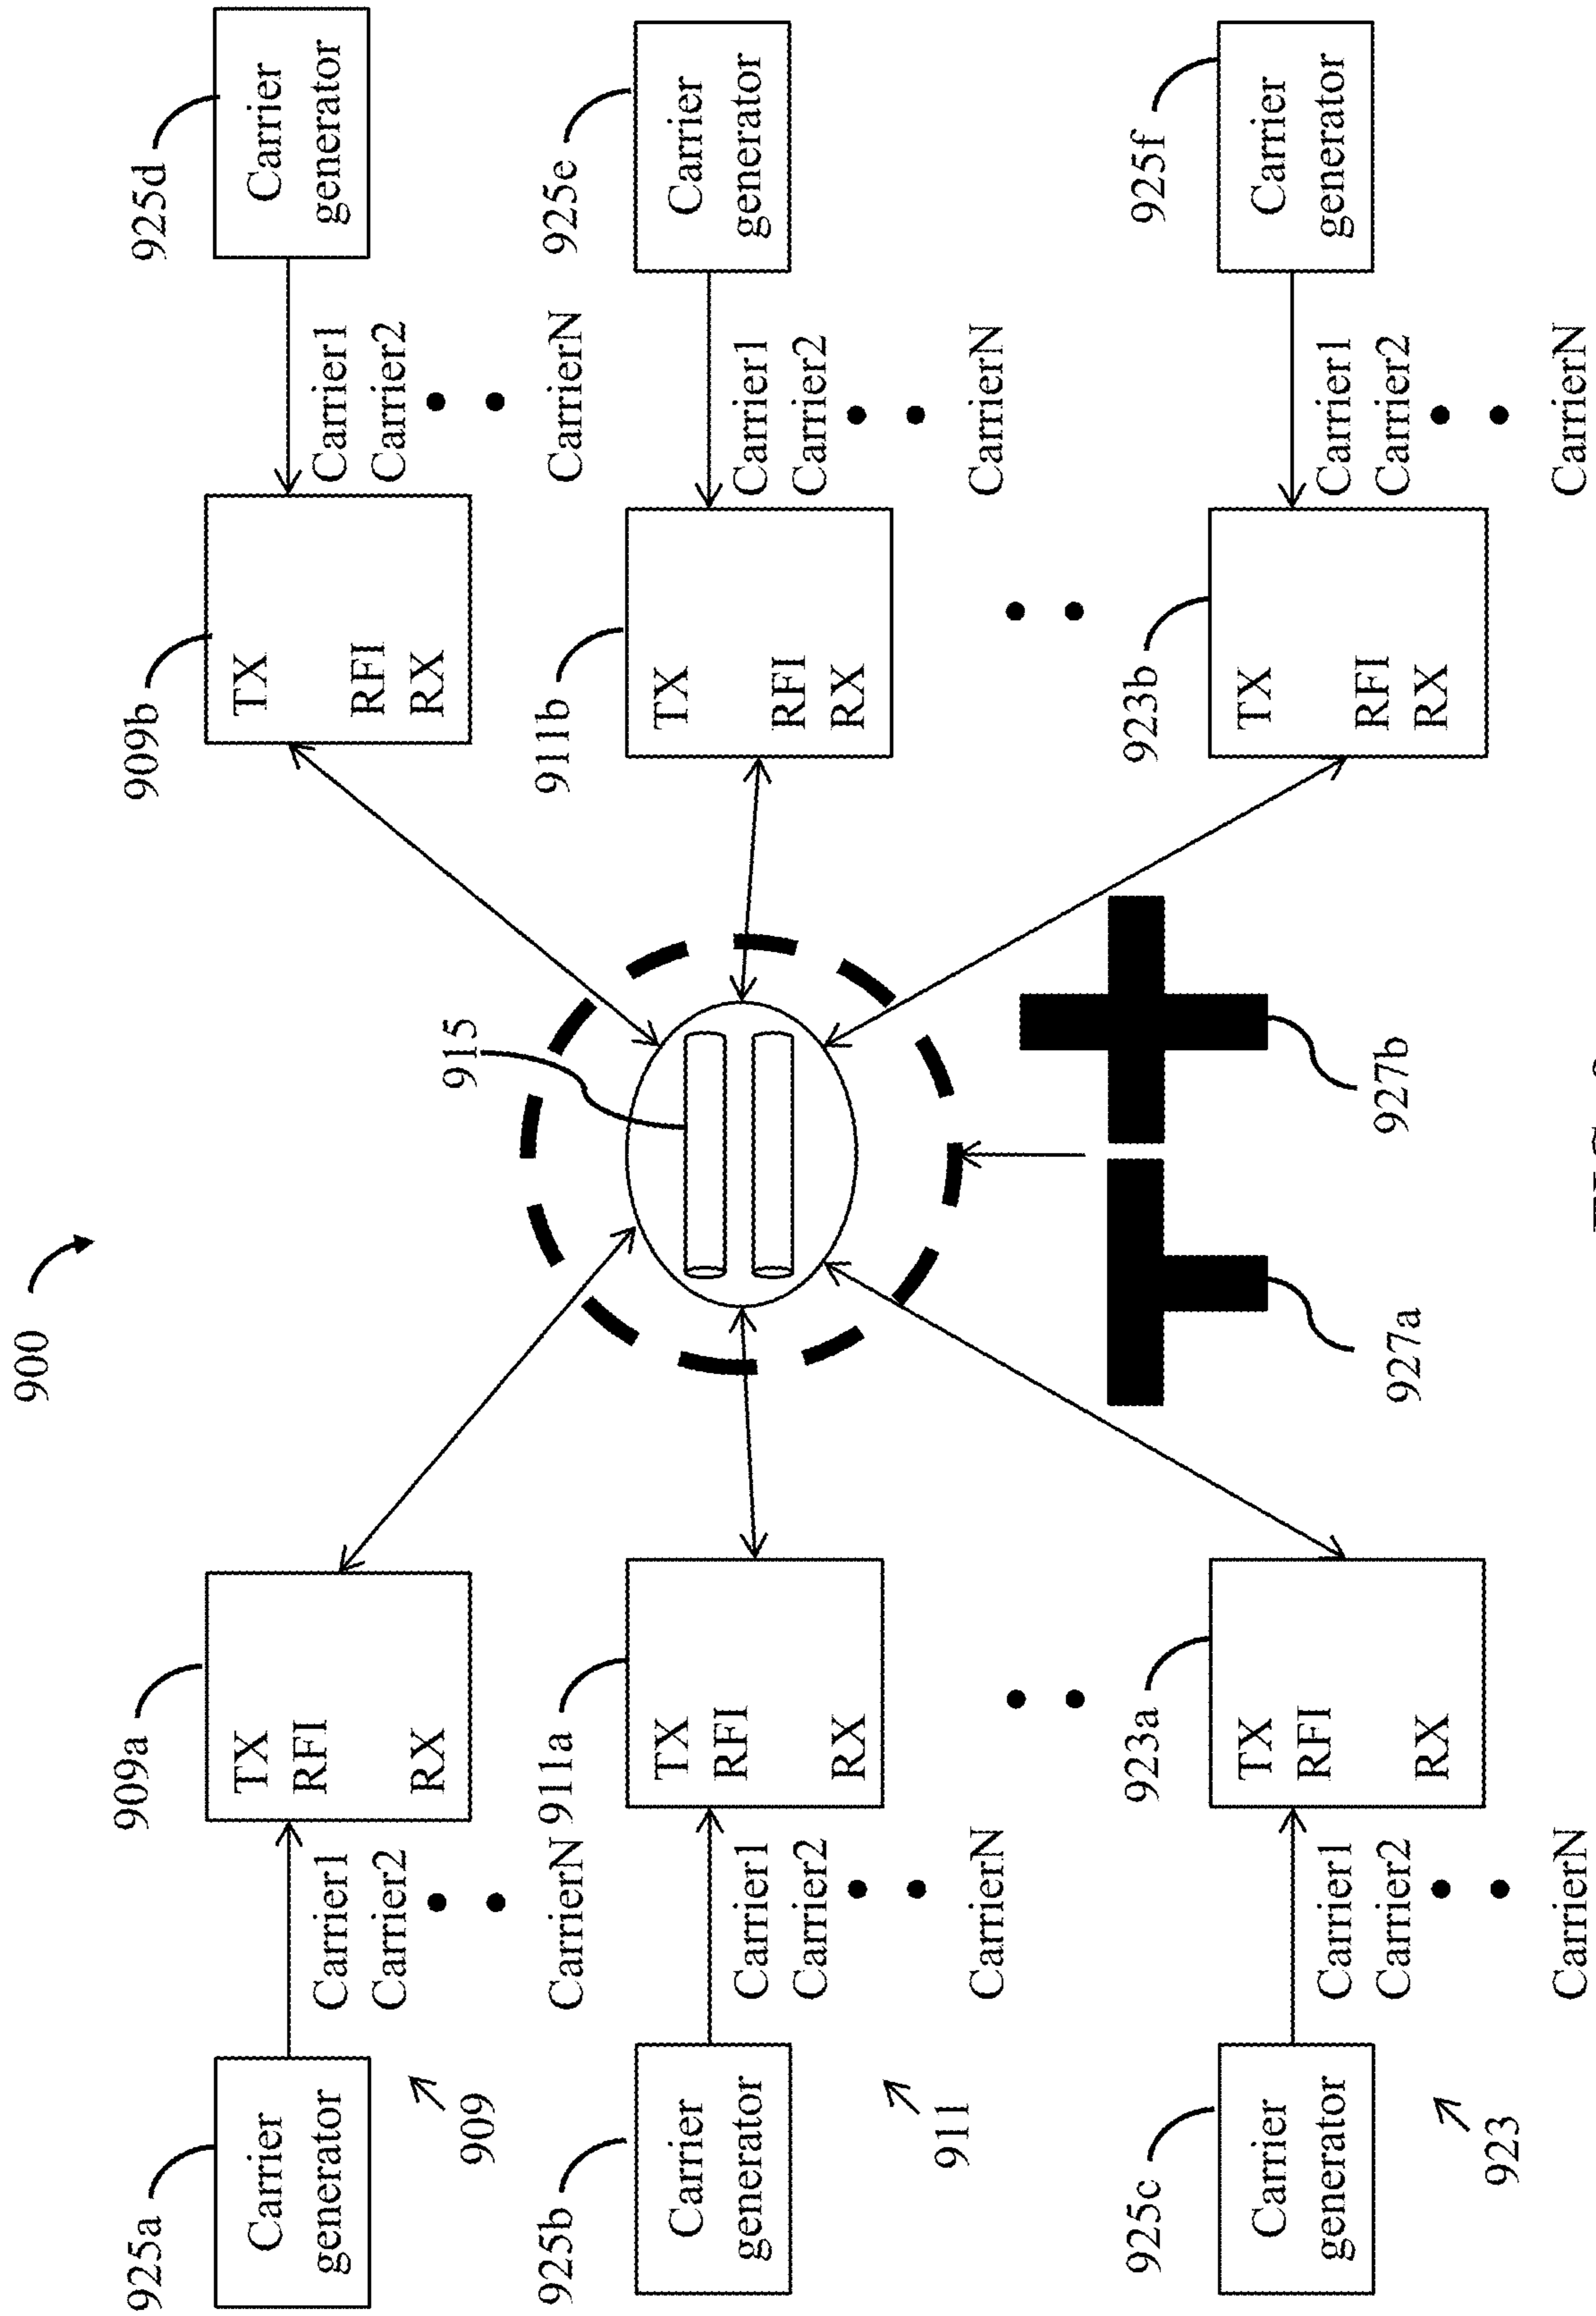 900
925a
Carrier
generator
Carrier1
Carrier2
CarrierN
909
909a
TX
RFI
RX
909b
TX
RFI
RX
925d
Carrier
generator
Carrier1
Carrier2
CarrierN
915
925b
Carrier
generator
Carrier1
Carrier2
CarrierN
911
911a
TX
RFI
RX
911b
TX
RFI
RX
925e
Carrier
generator
Carrier1
Carrier2
CarrierN
925c
Carrier
generator
Carrier1
Carrier2
CarrierN
923
923a
TX
RFI
RX
927a
927b
923b
TX
RFI
RX
925f
Carrier
generator
Carrier1
Carrier2
CarrierN